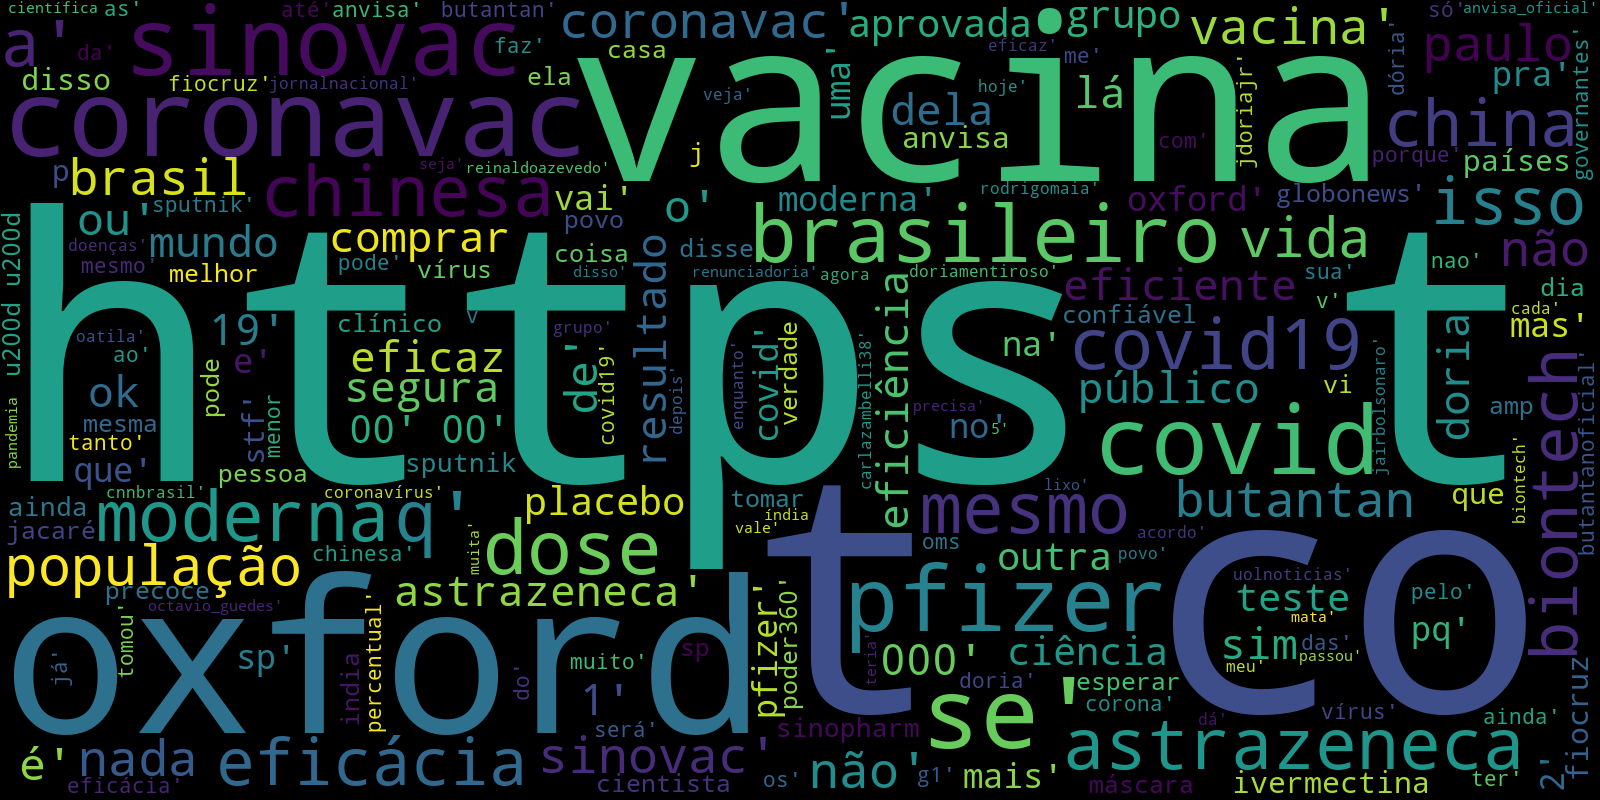 científica
as'
até'
anvisa'
butantan'
coronavac'
aprovada
grupo
vacina'
só'
anvisa_oficial'
a'
da'
sinovac
faz'
casa
eficaz'
me'
dória'
paulo
disso
fiocruz'
jornalnacional'
ela
veja'
hoje'
uma'
lá
jdoriajr'
pra'
governantes'
coronavac
vacina
dela
anvisa
com'
china
porque'
países
p
brasil
chinesa
seja'
reinaldoazevedo'
j
sputnik'
vai'
povo
o'
moderna'
rodrigomaia'
oxford'
globonews'
isso
ou'
mundo
comprar
coisa
disse
brasileiro
vida
não
doenças'
mesmo'
melhor
pode'
vírus
disso'
renunciadoria'
agora
doriamentiroso'
eficiente
sua'
nao'
dia
u200d u200d
https
t
v
clínico
grupo'
resultado
confiável
v'
cada'
mas'
oatila'
19'
ao'
e'
eficaz
de'
covid19'
enquanto'
covid'
verdade
carlazambelli38'
eficiência
na'
covid19
doria
jairbolsonaro'
ok
pode
segura
depois'
precisa'
público
vi
amp
pandemia
mesma
stf'
menor
00' 00'
no'
5'
tanto'
que'
pessoa
sputnik
covid
biontech
butantanoficial'
cnnbrasil'
coronavírus'
tomar
índia
vale'
lixo'
que
biontech'
ainda
jacaré
moderna
q'
placebo
mesmo
acordo'
butantan
população
chinesa'
muita'
dose
t
co
oms
outra
povo'
precoce
octavio_guedes'
percentual'
astrazeneca'
pfizer'
poder360'
pfizer
uolnoticias'
teste
mata'
pelo'
oxford
já'
tomou'
sp'
india
muito'
sp
teria'
000'
ciência
sim
das'
passou'
meu'
pq'
do'
1'
será'
doria'
esperar
corona'
dá'
vírus'
ainda'
fiocruz
é'
nada
eficácia'
eficácia
sinovac'
cientista
sinopharm
os'
não'
g1'
se'
mais'
astrazeneca
máscara
ivermectina
ter'
2'